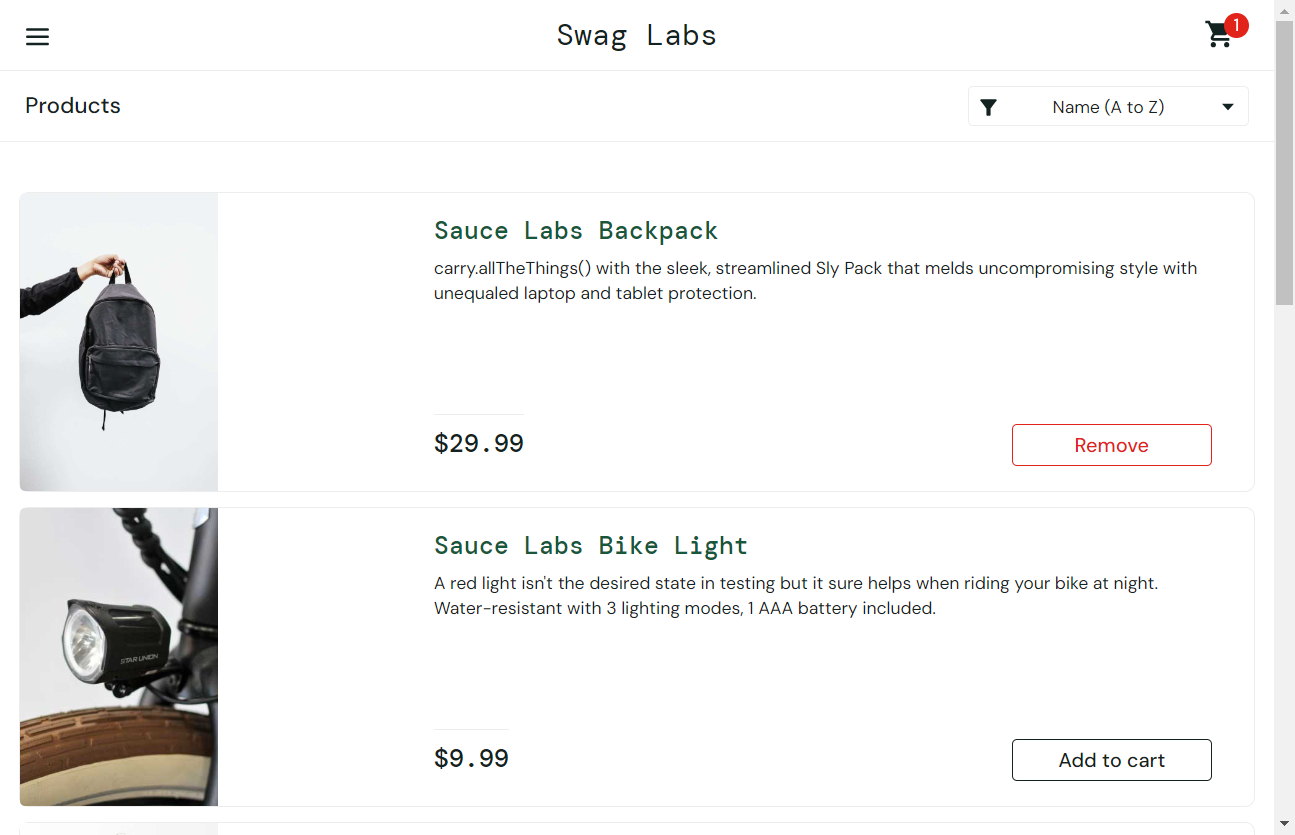 Swag Labs
1
Products
Name (A to Z)
Sauce Labs Backpack
carry.allTheThings() with the sleek, streamlined Sly Pack that melds uncompromising style with
unequaled laptop and tablet protection.
$29.99
Remove
Sauce Labs Bike Light
A red light isn't the desired state in testing but it sure helps when riding your bike at night.
Water-resistant with 3 lighting modes, 1 AAA battery included.
STAR UNION
$9.99
Add to cart